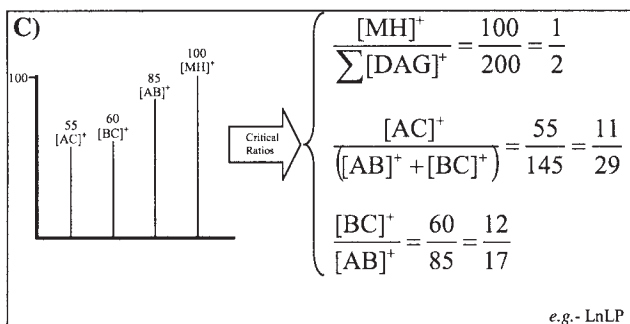 C)
100
55
[AC]⁺
60
[BC]⁺
85
[AB]⁺
100
[MH]⁺
Critical
Ratios
[MH]⁺ / ∑[DAG]⁺ = 100/200 = 1/2
[AC]⁺ / ([AB]⁺ + [BC]⁺) = 55/145 = 11/29
[BC]⁺ / [AB]⁺ = 60/85 = 12/17
e.g.- LnLP